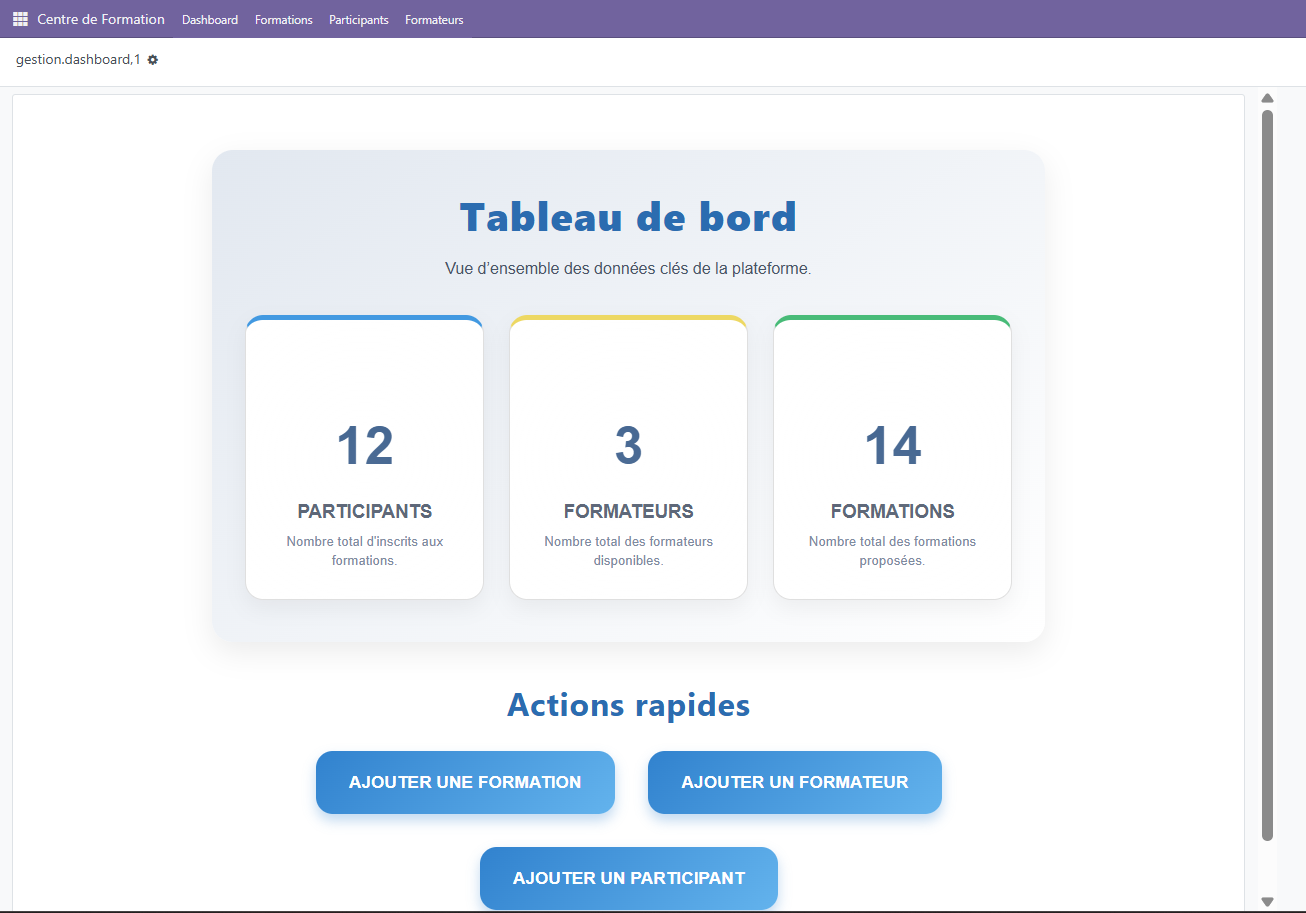 Centre de Formation Dashboard Formations Participants Formateurs
gestion.dashboard,1
Tableau de bord
Vue d’ensemble des données clés de la plateforme.
12
PARTICIPANTS
Nombre total d'inscrits aux
formations.
3
FORMATEURS
Nombre total des formateurs
disponibles.
14
FORMATIONS
Nombre total des formations
proposées.
Actions rapides
AJOUTER UNE FORMATION
AJOUTER UN FORMATEUR
AJOUTER UN PARTICIPANT